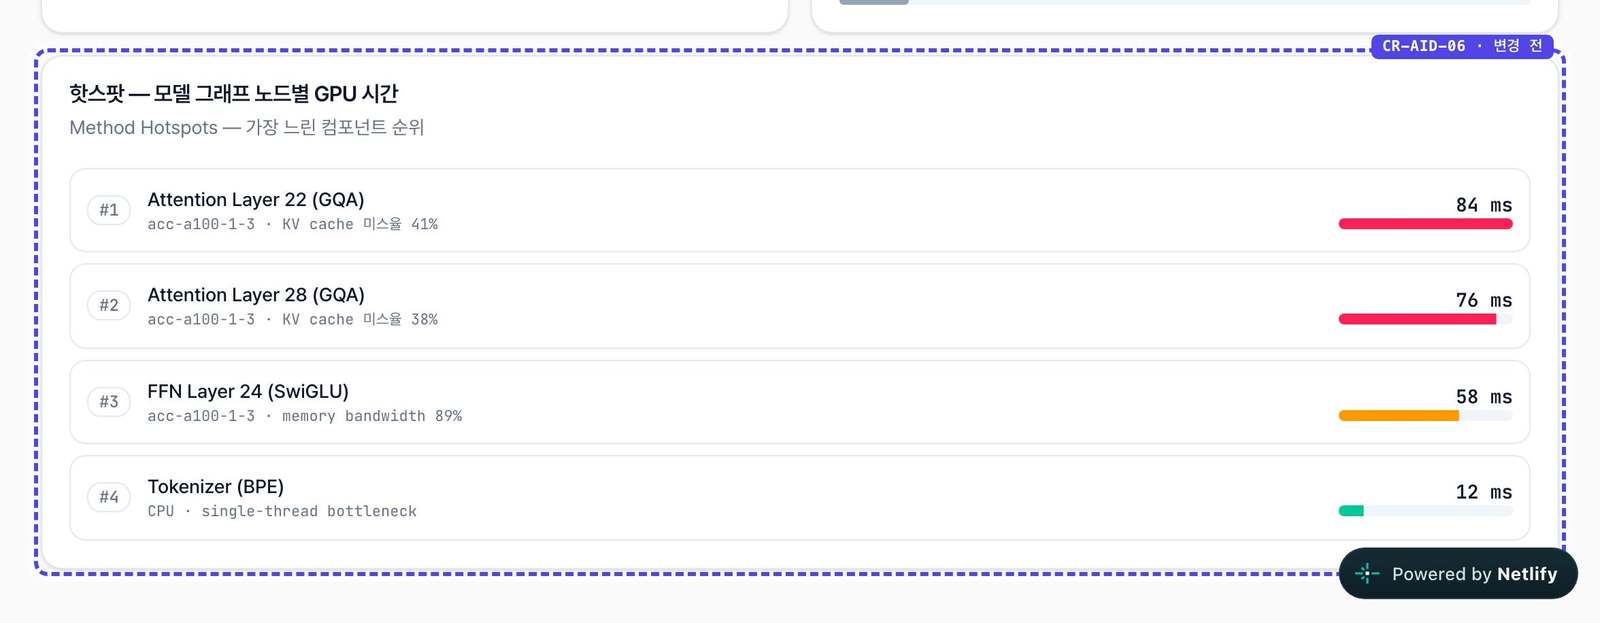 CR-AID-06 · 변경 전
핫스팟 — 모델 그래프 노드별 GPU 시간
Method Hotspots — 가장 느린 컴포넌트 순위
#1
Attention Layer 22 (GQA)
acc-a100-1-3 · KV cache 미스율 41%
84 ms
#2
Attention Layer 28 (GQA)
acc-a100-1-3 · KV cache 미스율 38%
76 ms
#3
FFN Layer 24 (SwiGLU)
acc-a100-1-3 · memory bandwidth 89%
58 ms
#4
Tokenizer (BPE)
CPU · single-thread bottleneck
12 ms
Powered by Netlify